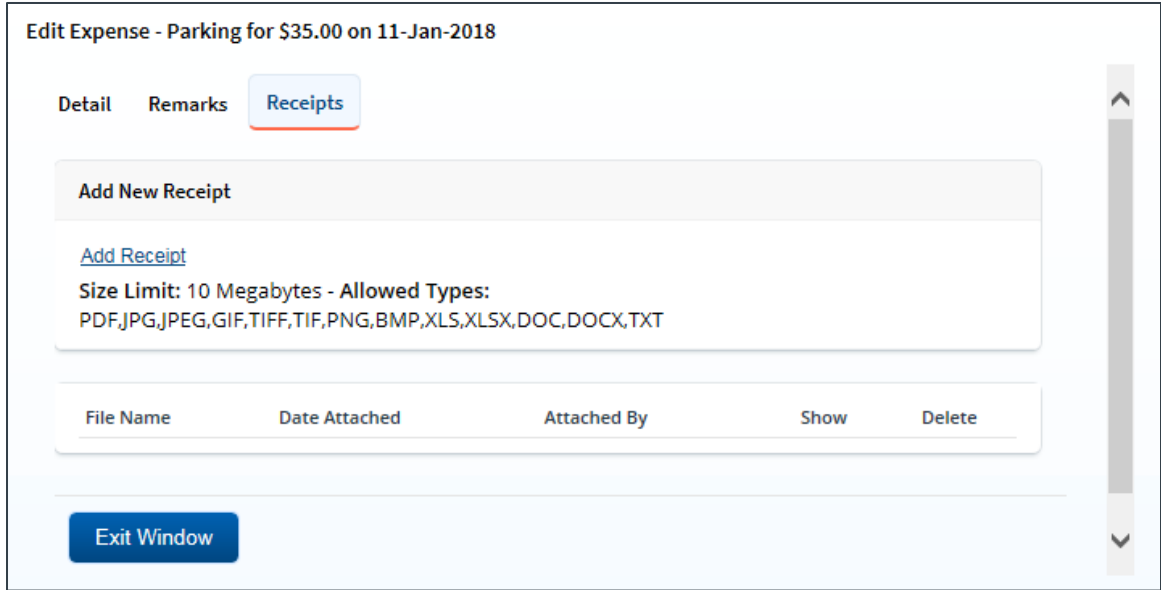 Edit Expense - Parking for $35.00 on 11-Jan-2018
Detail Remarks Receipts
Add New Receipt
Add Receipt
Size Limit: 10 Megabytes - Allowed Types:
PDF,JPG,JPEG,GIF,TIFF,TIF,PNG,BMP,XLS,XLSX,DOC,DOCX,TXT
File Name Date Attached Attached By Show Delete
Exit Window